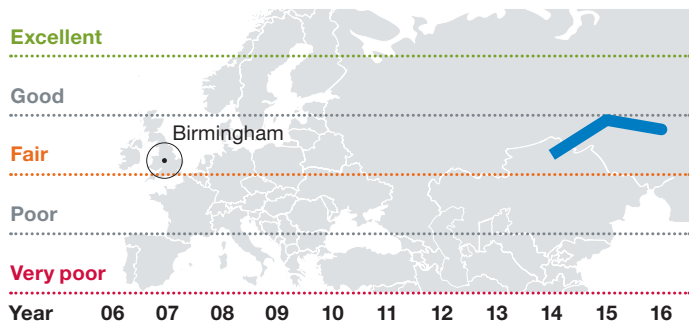 Excellent
Good
Birmingham
Fair
Poor
Very poor
Year 06 07 08 09 10 11 12 13 14 15 16